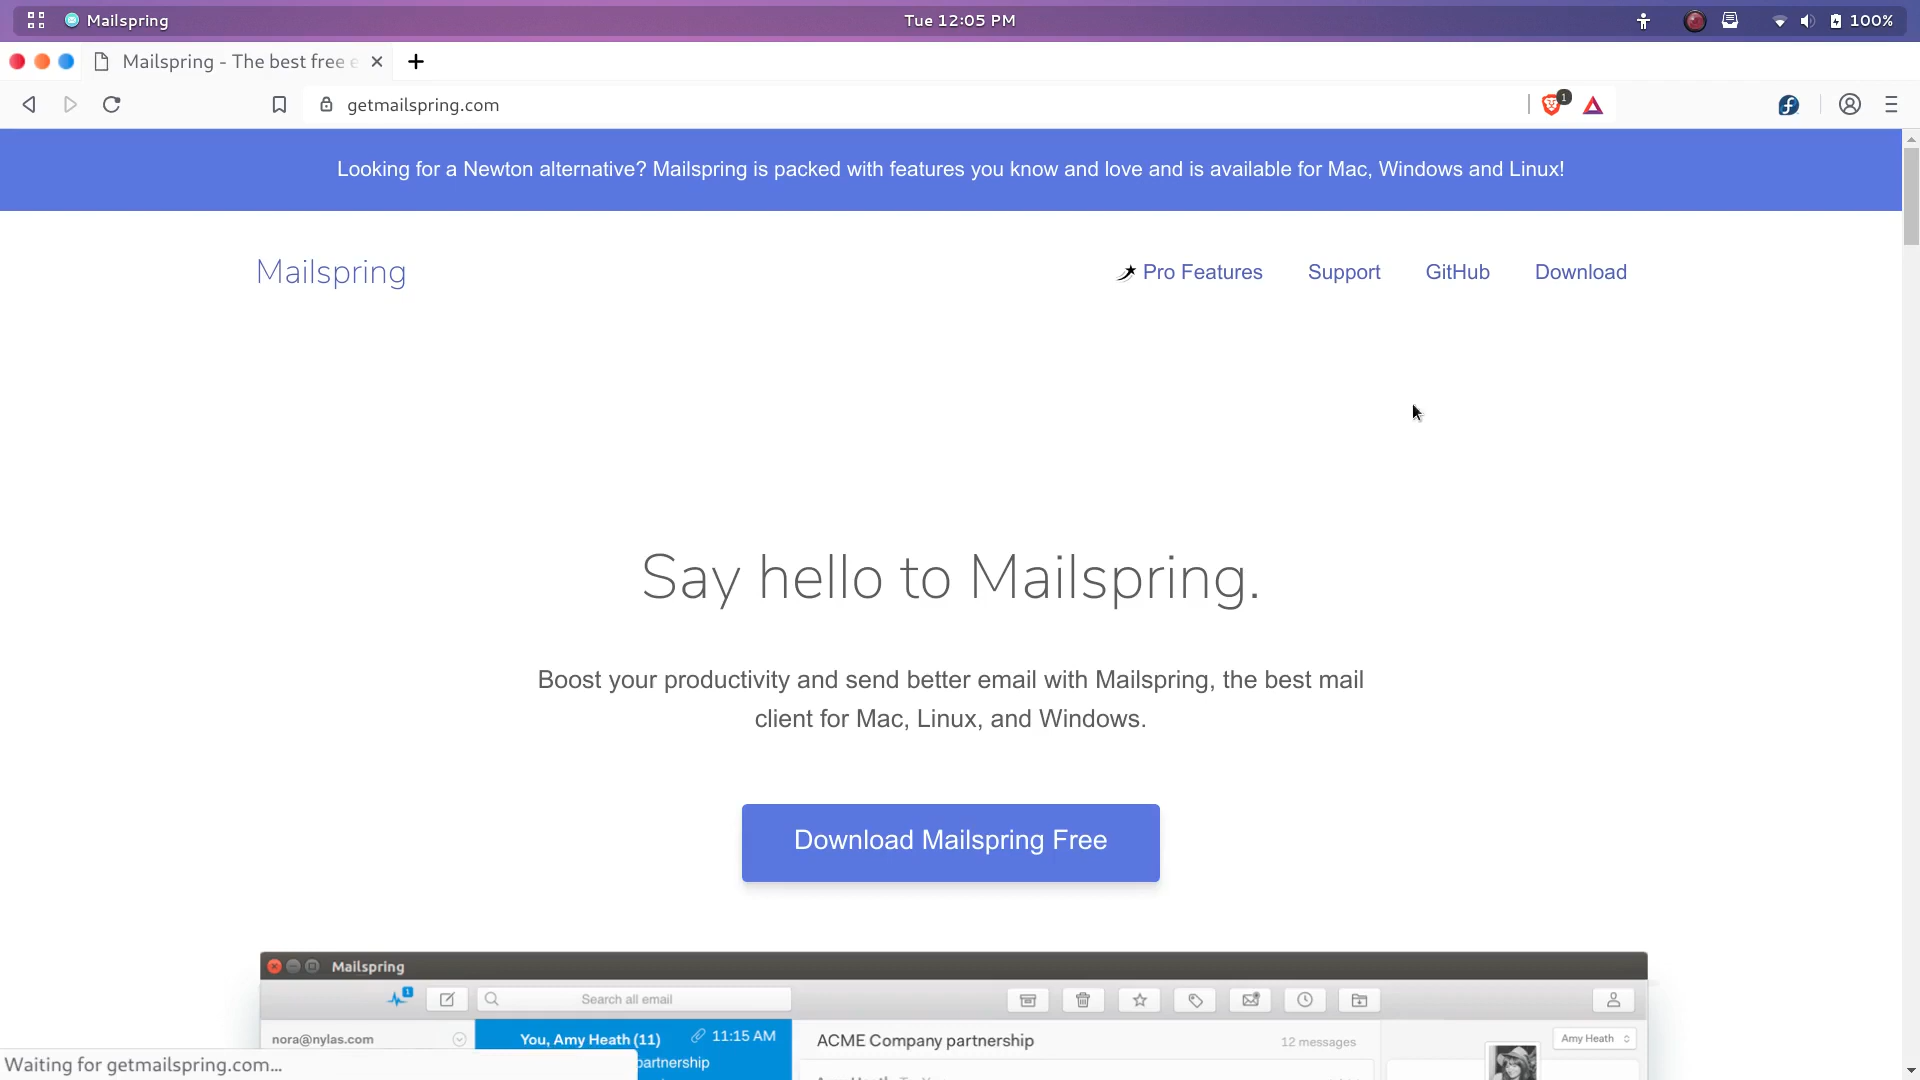 Mailspring
Tue 12:05 PM
100%
Mailspring - The best free e
getmailspring.com
1
Looking for a Newton alternative? Mailspring is packed with features you know and love and is available for Mac, Windows and Linux!
Mailspring
Pro Features
Support
GitHub
Download
Say hello to Mailspring.
Boost your productivity and send better email with Mailspring, the best mail
client for Mac, Linux, and Windows.
Download Mailspring Free
Mailspring
1
Search all email
nora@nylas.com
You, Amy Heath (11)
11:15 AM
ACME Company partnership
12 messages
Amy Heath
partnership
Waiting for getmailspring.com...